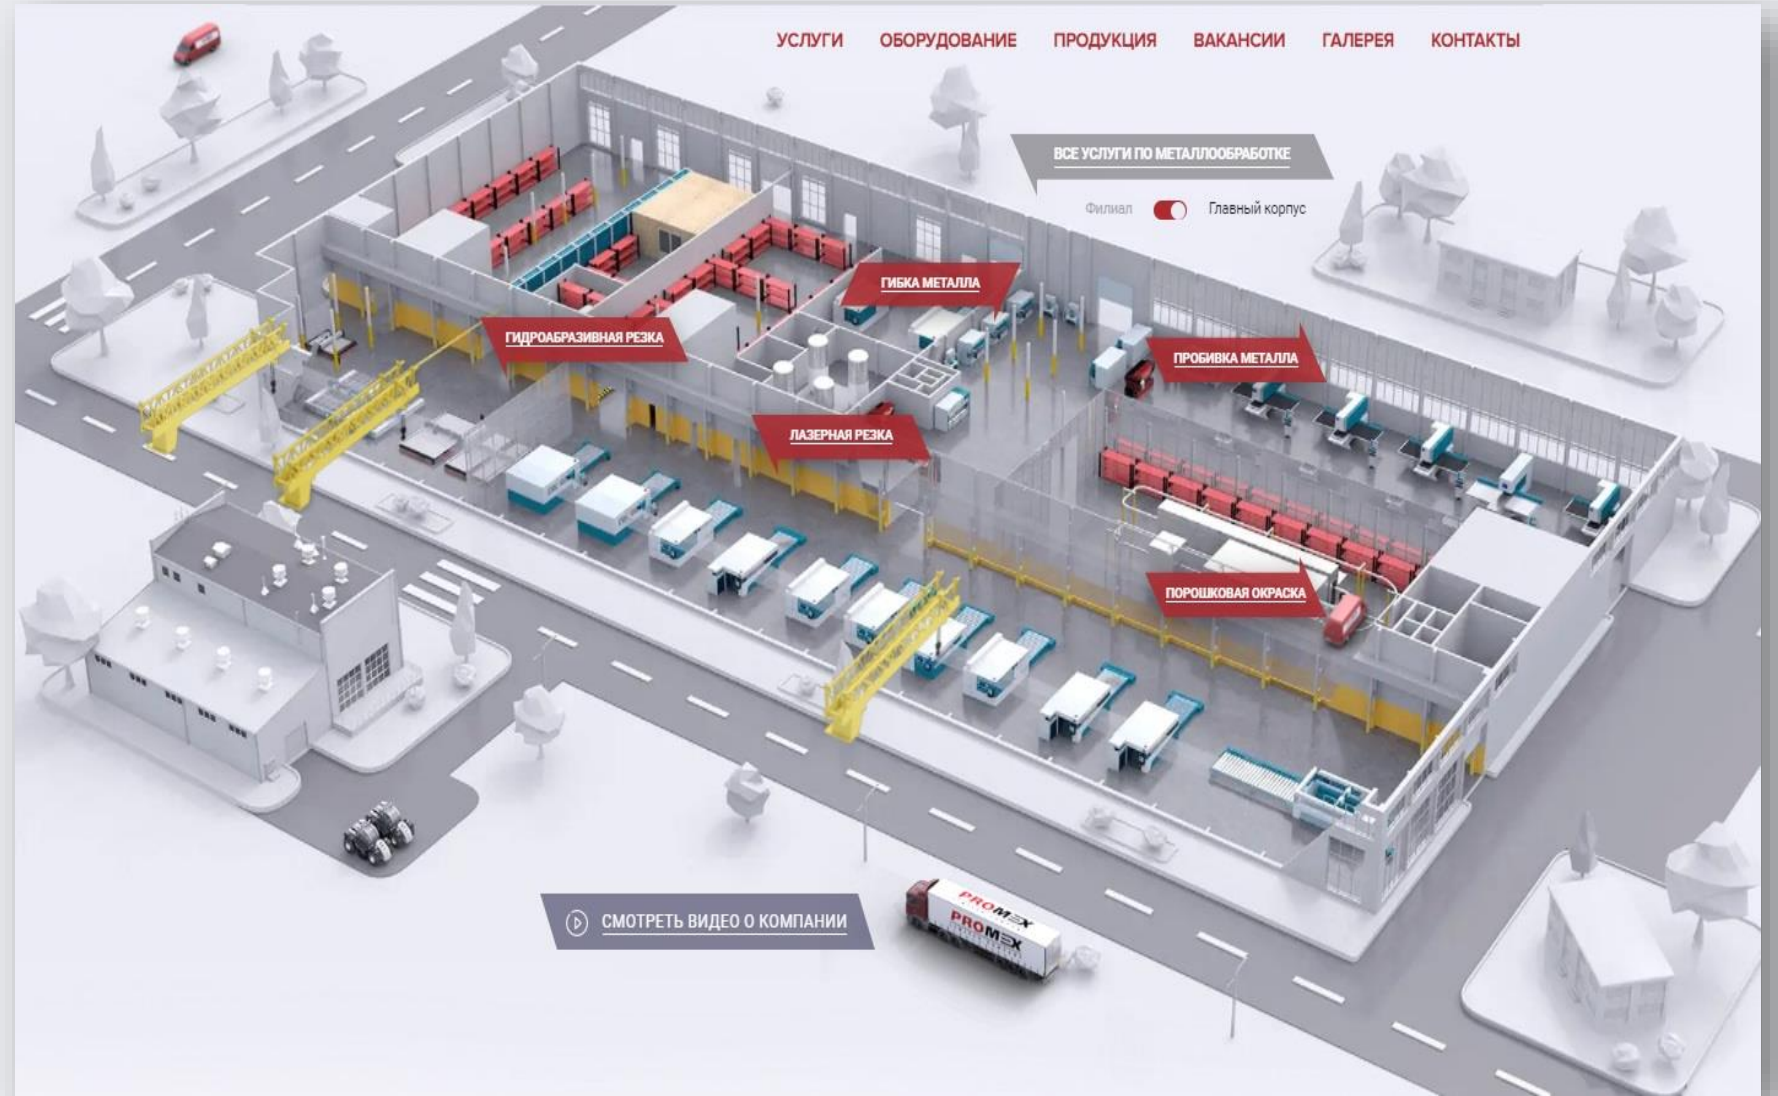 УСЛУГИ ОБОРУДОВАНИЕ ПРОДУКЦИЯ ВАКАНСИИ ГАЛЕРЕЯ КОНТАКТЫ
ВСЕ УСЛУГИ ПО МЕТАЛЛООБРАБОТКЕ
Филиал Главный корпус
ГИБКА МЕТАЛЛА
ГИДРОАБРАЗИВНАЯ РЕЗКА
ПРОБИВКА МЕТАЛЛА
ЛАЗЕРНАЯ РЕЗКА
ПОРОШКОВАЯ ОКРАСКА
СМОТРЕТЬ ВИДЕО О КОМПАНИИ
PROMEX
PROMEX